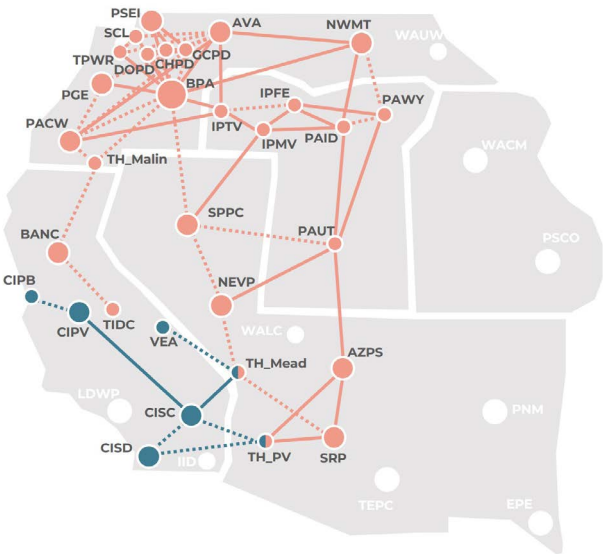 PSEI
AVA
NWMT
SCL
WAUW
TPWR
DOPD
CHPD
GCPD
BPA
PGE
IPFE
PAWY
IPTV
PACW
IPMV
PAID
TH_Malin
WACM
SPPC
BANC
PAUT
PSCO
CIPB
NEVP
CIPV
TIDC
VEA
WALC
AZPS
TH_Mead
LDWP
CISC
PNM
CISD
IID
TH_PV
SRP
TEPC
EPE